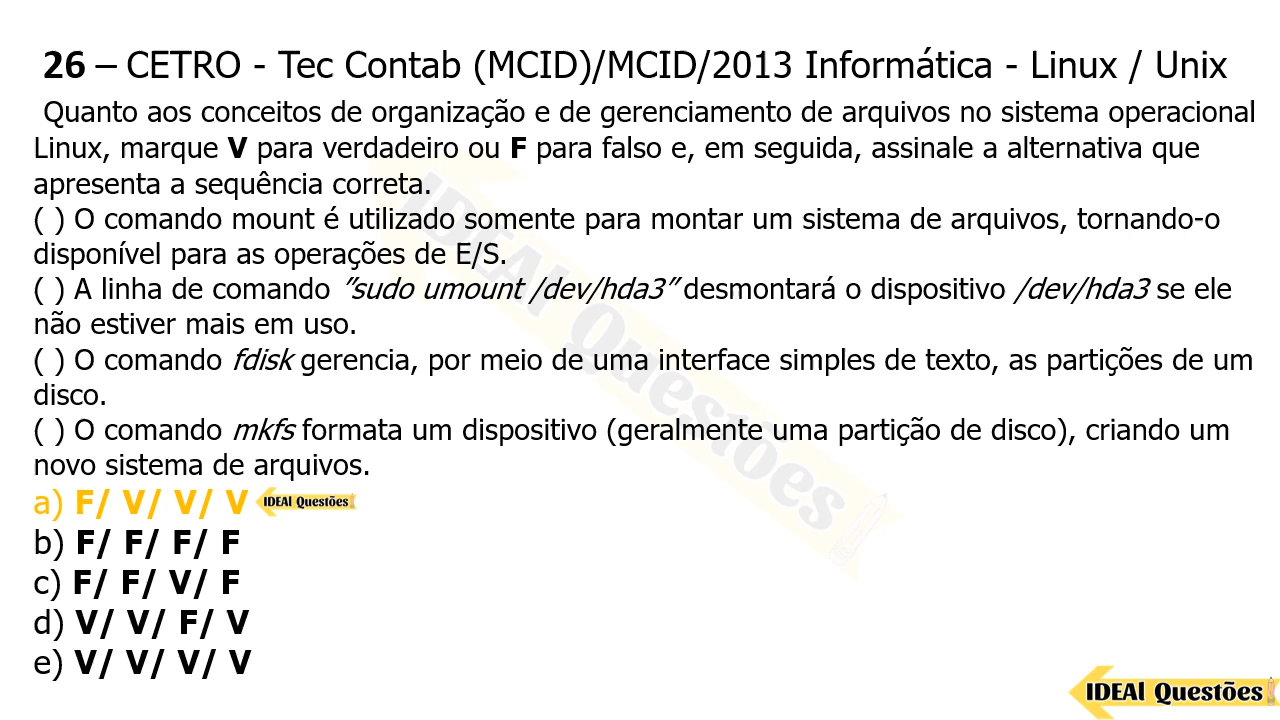 26 – CETRO - Tec Contab (MCID)/MCID/2013 Informática - Linux / Unix
Quanto aos conceitos de organização e de gerenciamento de arquivos no sistema operacional
Linux, marque V para verdadeiro ou F para falso e, em seguida, assinale a alternativa que
apresenta a sequência correta.
( ) O comando mount é utilizado somente para montar um sistema de arquivos, tornando-o
disponível para as operações de E/S.
( ) A linha de comando ”sudo umount /dev/hda3” desmontará o dispositivo /dev/hda3 se ele
não estiver mais em uso.
( ) O comando fdisk gerencia, por meio de uma interface simples de texto, as partições de um
disco.
( ) O comando mkfs formata um dispositivo (geralmente uma partição de disco), criando um
novo sistema de arquivos.
a) F/ V/ V/ V IDEAl Questões
b) F/ F/ F/ F
c) F/ F/ V/ F
d) V/ V/ F/ V
e) V/ V/ V/ V
IDEAl Questões
IDEAl Questões